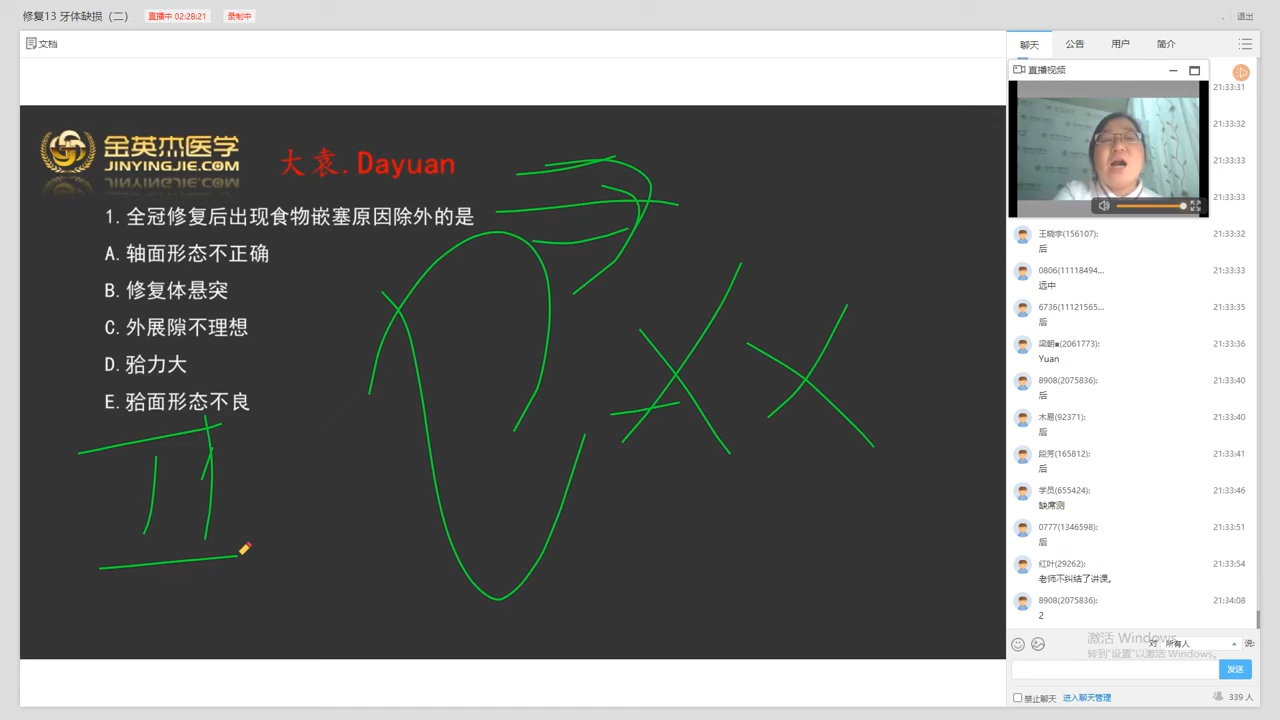 修复13 牙体缺损（二）
直播中 02:28:21
录制中
退出
文档
聊天
公告
用户
简介
直播视频
金英杰医学
JINYINGJIE.COM
大袁.Dayuan
1. 全冠修复后出现食物嵌塞原因除外的是
A. 轴面形态不正确
B. 修复体悬突
C. 外展隙不理想
D. 𬌗力大
E. 𬌗面形态不良
21:33:31
21:33:32
21:33:33
21:33:33
王晓宇(156107): 21:33:32
后
0806(11118494... 21:33:33
远中
6736(11121565... 21:33:35
后
梁朝■(2061773): 21:33:36
Yuan
8908(2075836): 21:33:40
后
木易(92371): 21:33:40
后
段芳(165812): 21:33:41
后
学员(655424): 21:33:46
缺席测
0777(1346598): 21:33:51
后
红叶(29262): 21:33:54
老师不纠结了讲课。
8908(2075836): 21:34:08
2
激活 Windows
转到"设置"以激活 Windows。
对 所有人 说:
发送
禁止聊天 进入聊天管理 339 人